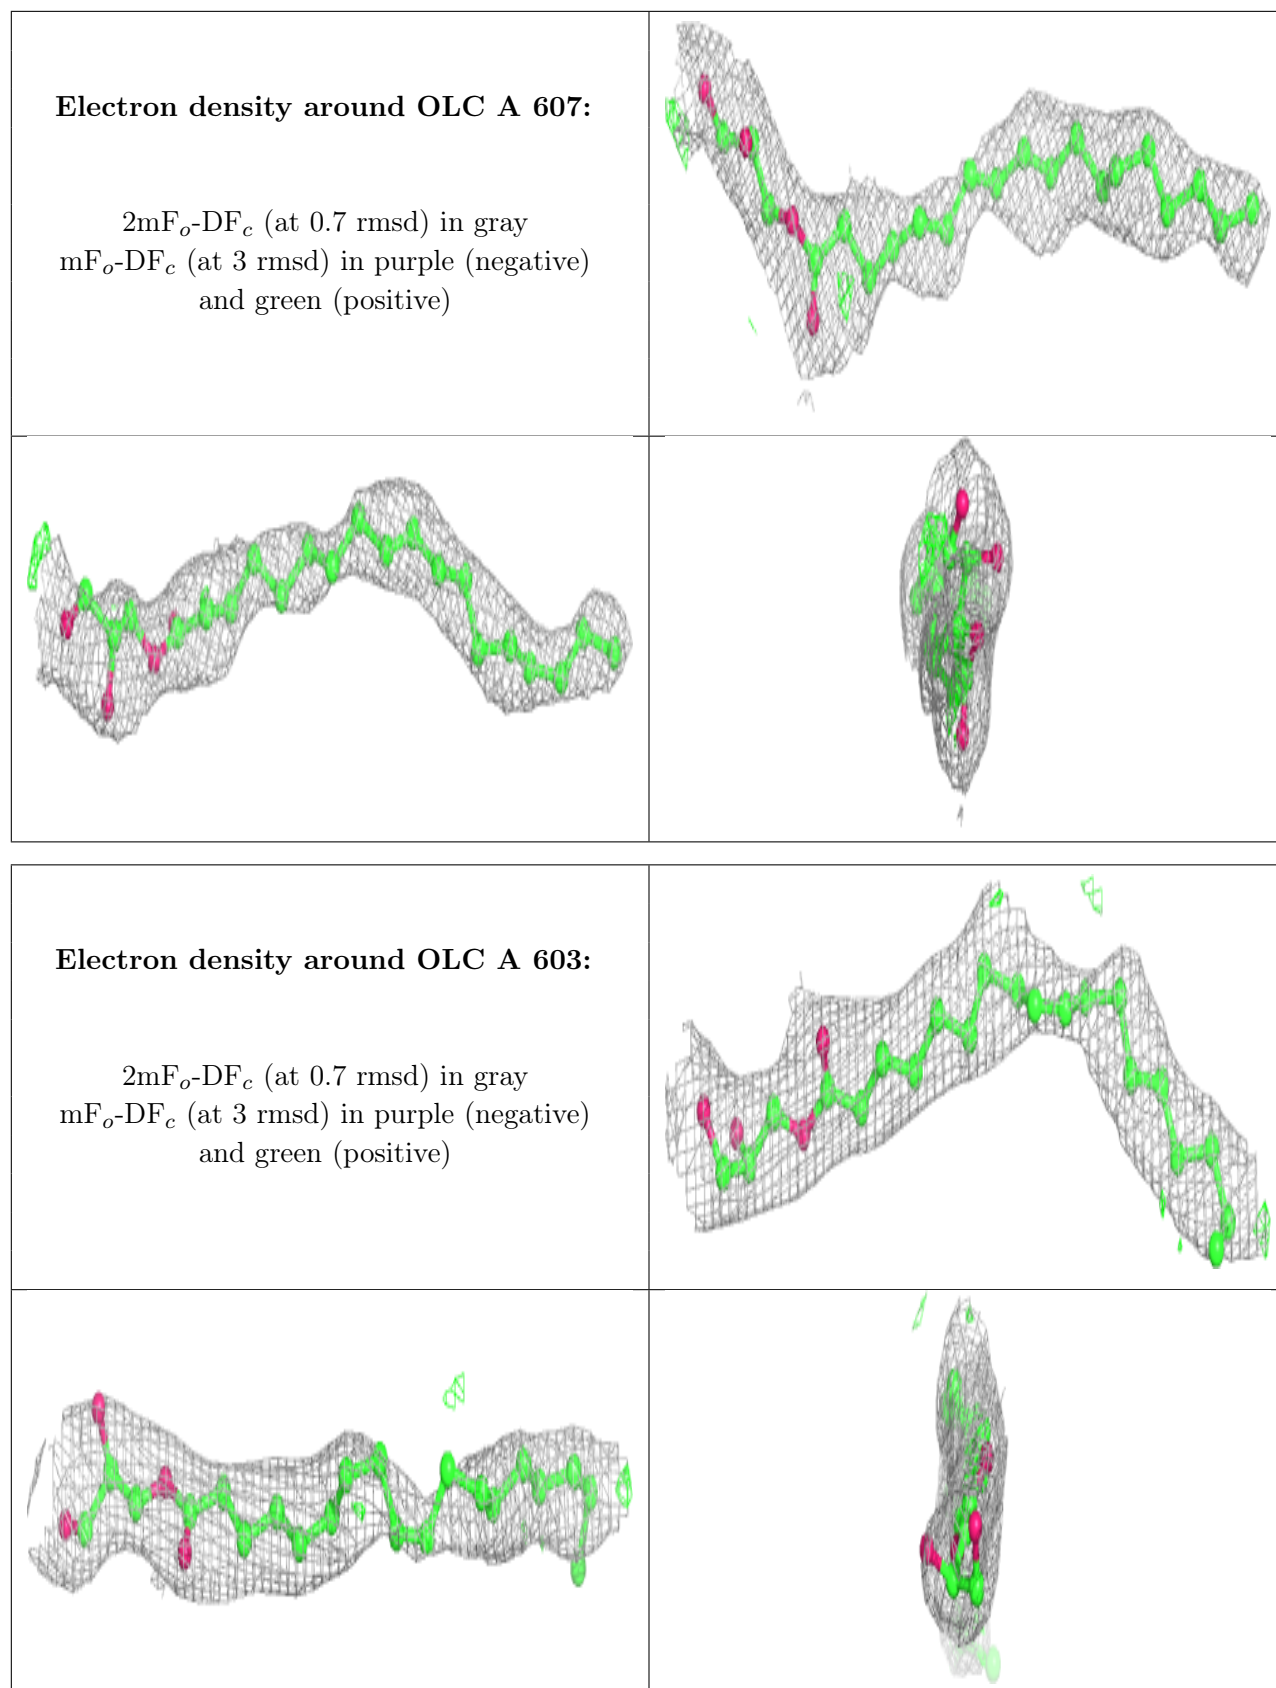 Electron density around OLC A 607:
2mFₒ-DF𝑐 (at 0.7 rmsd) in gray
mFₒ-DF𝑐 (at 3 rmsd) in purple (negative)
and green (positive)
Electron density around OLC A 603:
2mFₒ-DF𝑐 (at 0.7 rmsd) in gray
mFₒ-DF𝑐 (at 3 rmsd) in purple (negative)
and green (positive)